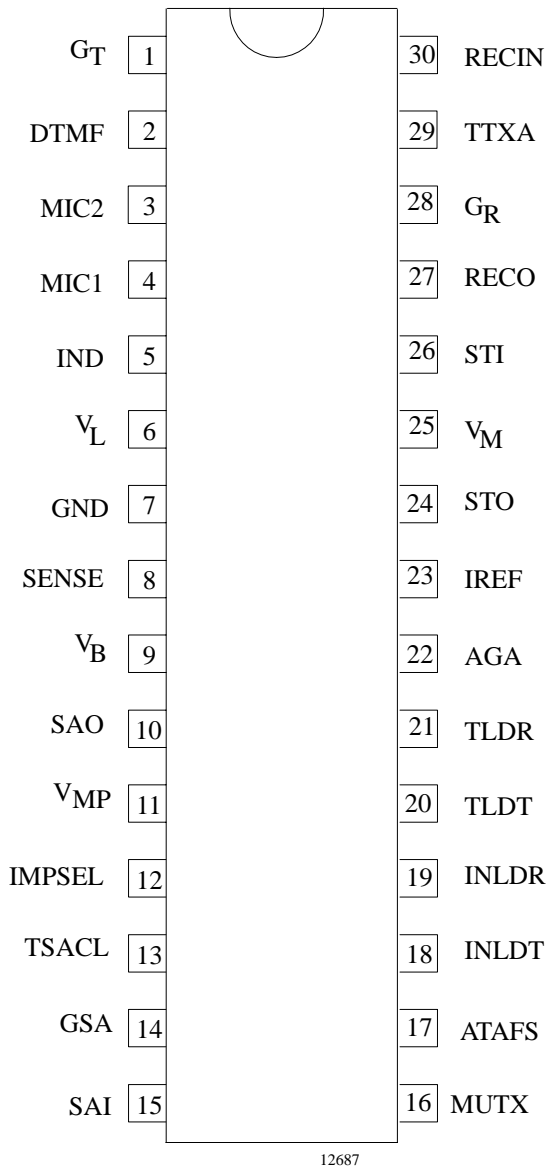 GT 1 30 RECIN
DTMF 2 29 TTXA
MIC2 3 28 GR
MIC1 4 27 RECO
IND 5 26 STI
VL 6 25 VM
GND 7 24 STO
SENSE 8 23 IREF
VB 9 22 AGA
SAO 10 21 TLDR
VMP 11 20 TLDT
IMPSEL 12 19 INLDR
TSACL 13 18 INLDT
GSA 14 17 ATAFS
SAI 15 16 MUTX
12687